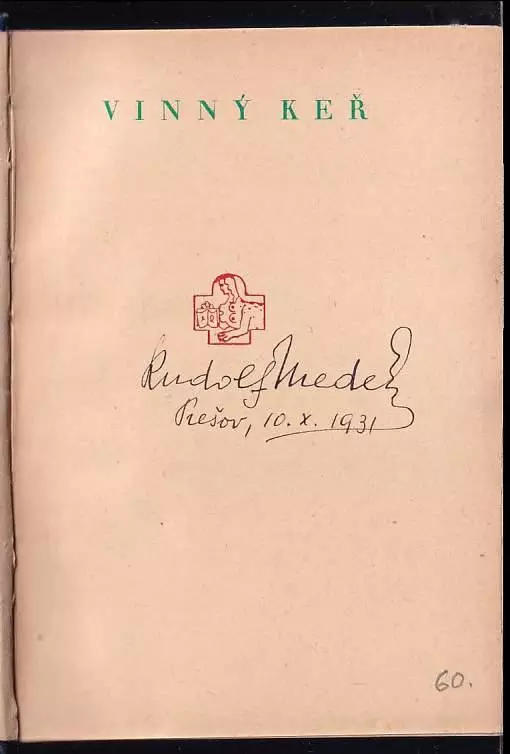 VINNÝ KEŘ
Rudolf Medek
Prešov, 10. X. 1931
60.